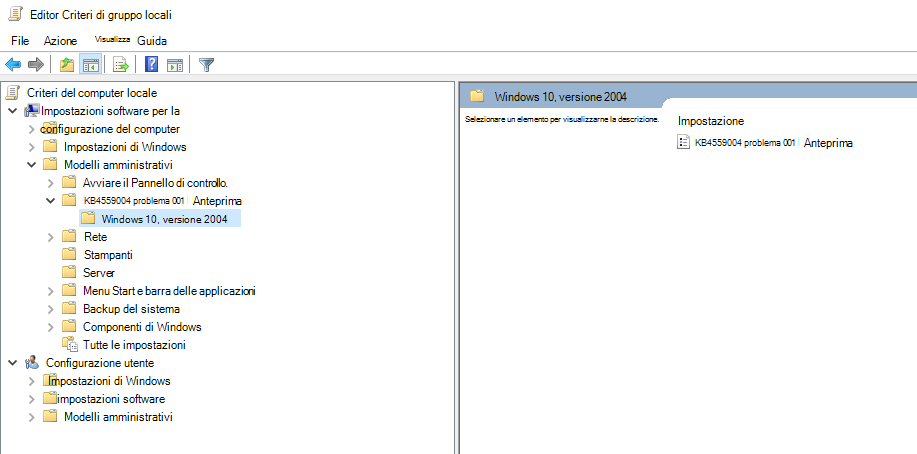 Editor Criteri di gruppo locali
File Azione Visualizza Guida
Criteri del computer locale
Impostazioni software per la
configurazione del computer
Impostazioni di Windows
Modelli amministrativi
Avviare il Pannello di controllo.
KB4559004 problema 001 Anteprima
Windows 10, versione 2004
Rete
Stampanti
Server
Menu Start e barra delle applicazioni
Backup del sistema
Componenti di Windows
Tutte le impostazioni
Configurazione utente
Impostazioni di Windows
impostazioni software
Modelli amministrativi
Windows 10, versione 2004
Selezionare un elemento per visualizzarne la descrizione.
Impostazione
KB4559004 problema 001 Anteprima